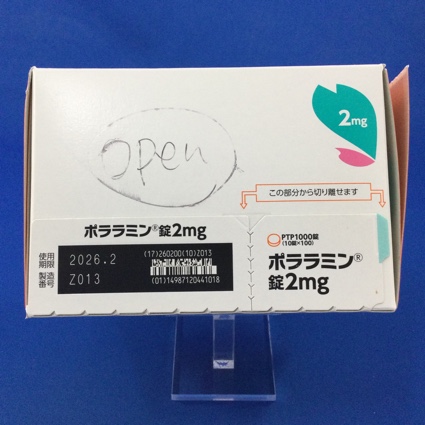 2mg
open
この部分から切り離せます
ポララミン®錠2mg
使用
期限
2026.2
製造
番号
Z013
(17)260200(10)Z013
(01)14987120441018
PTP1000錠
(10錠×100)
ポララミン®
錠2mg